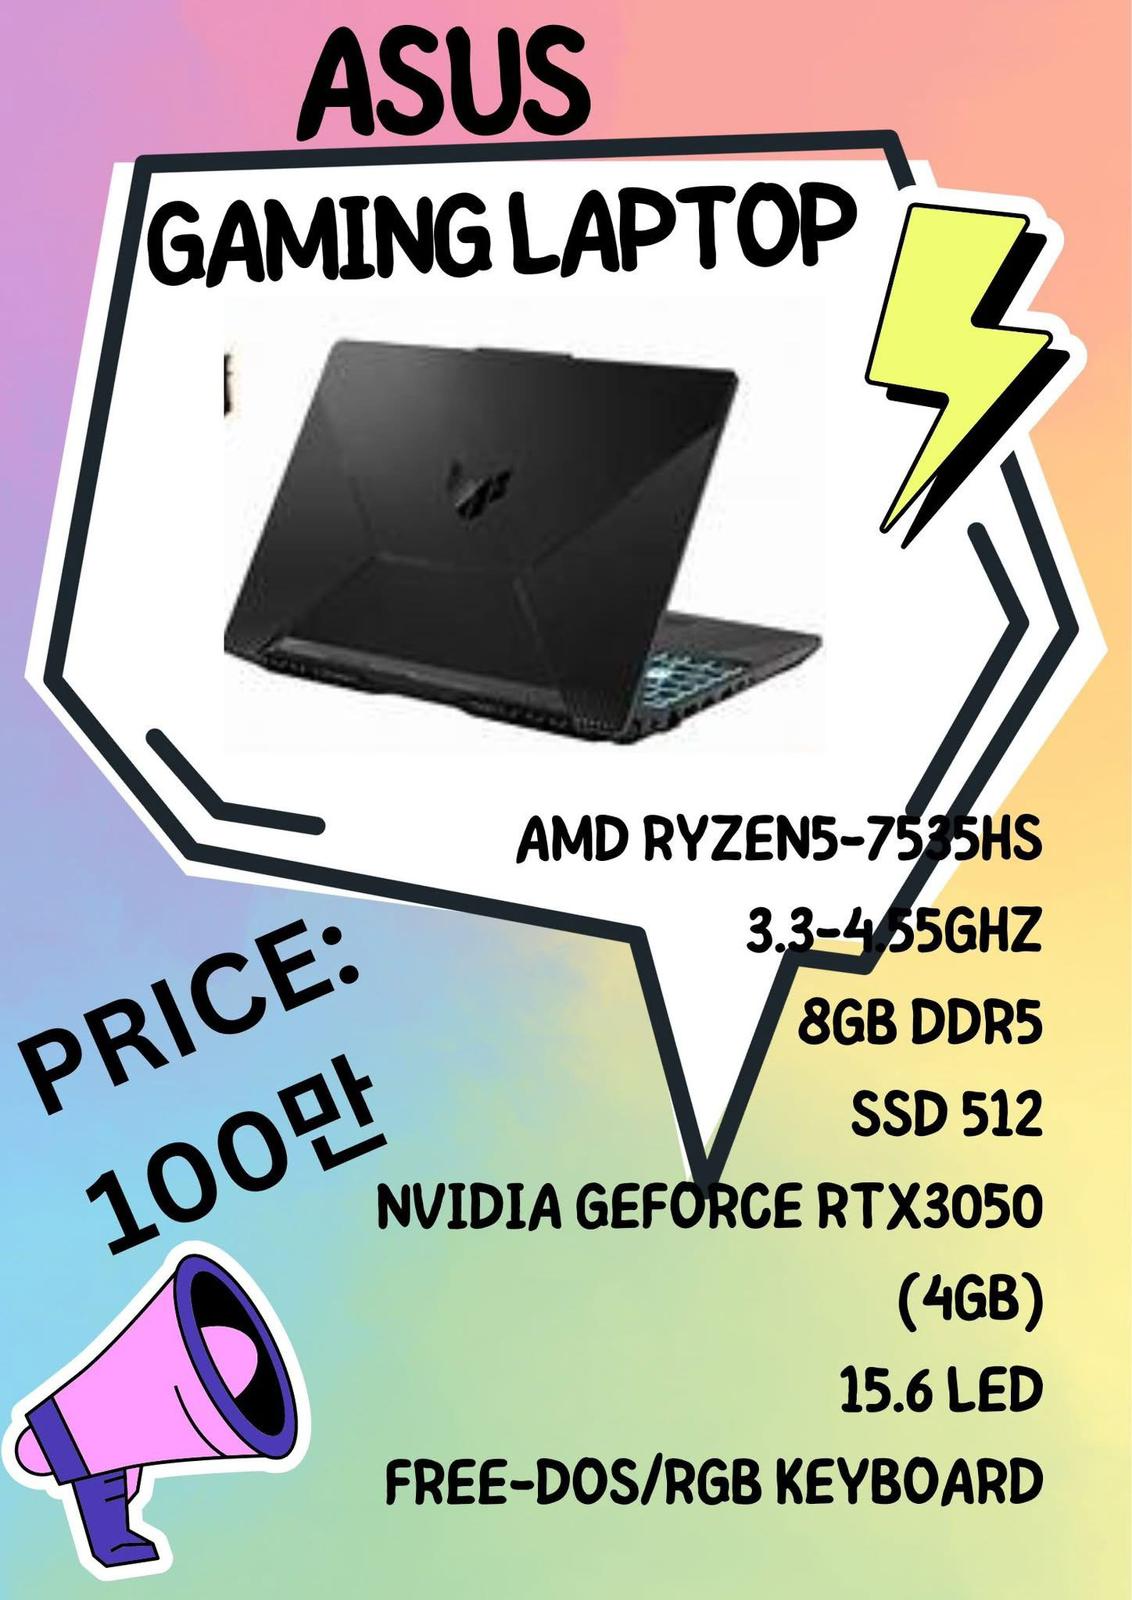 ASUS
GAMING LAPTOP
AMD RYZEN5-7535HS
3.3-4.55GHZ
8GB DDR5
SSD 512
NVIDIA GEFORCE RTX3050
(4GB)
15.6 LED
FREE-DOS/RGB KEYBOARD
PRICE:
100만